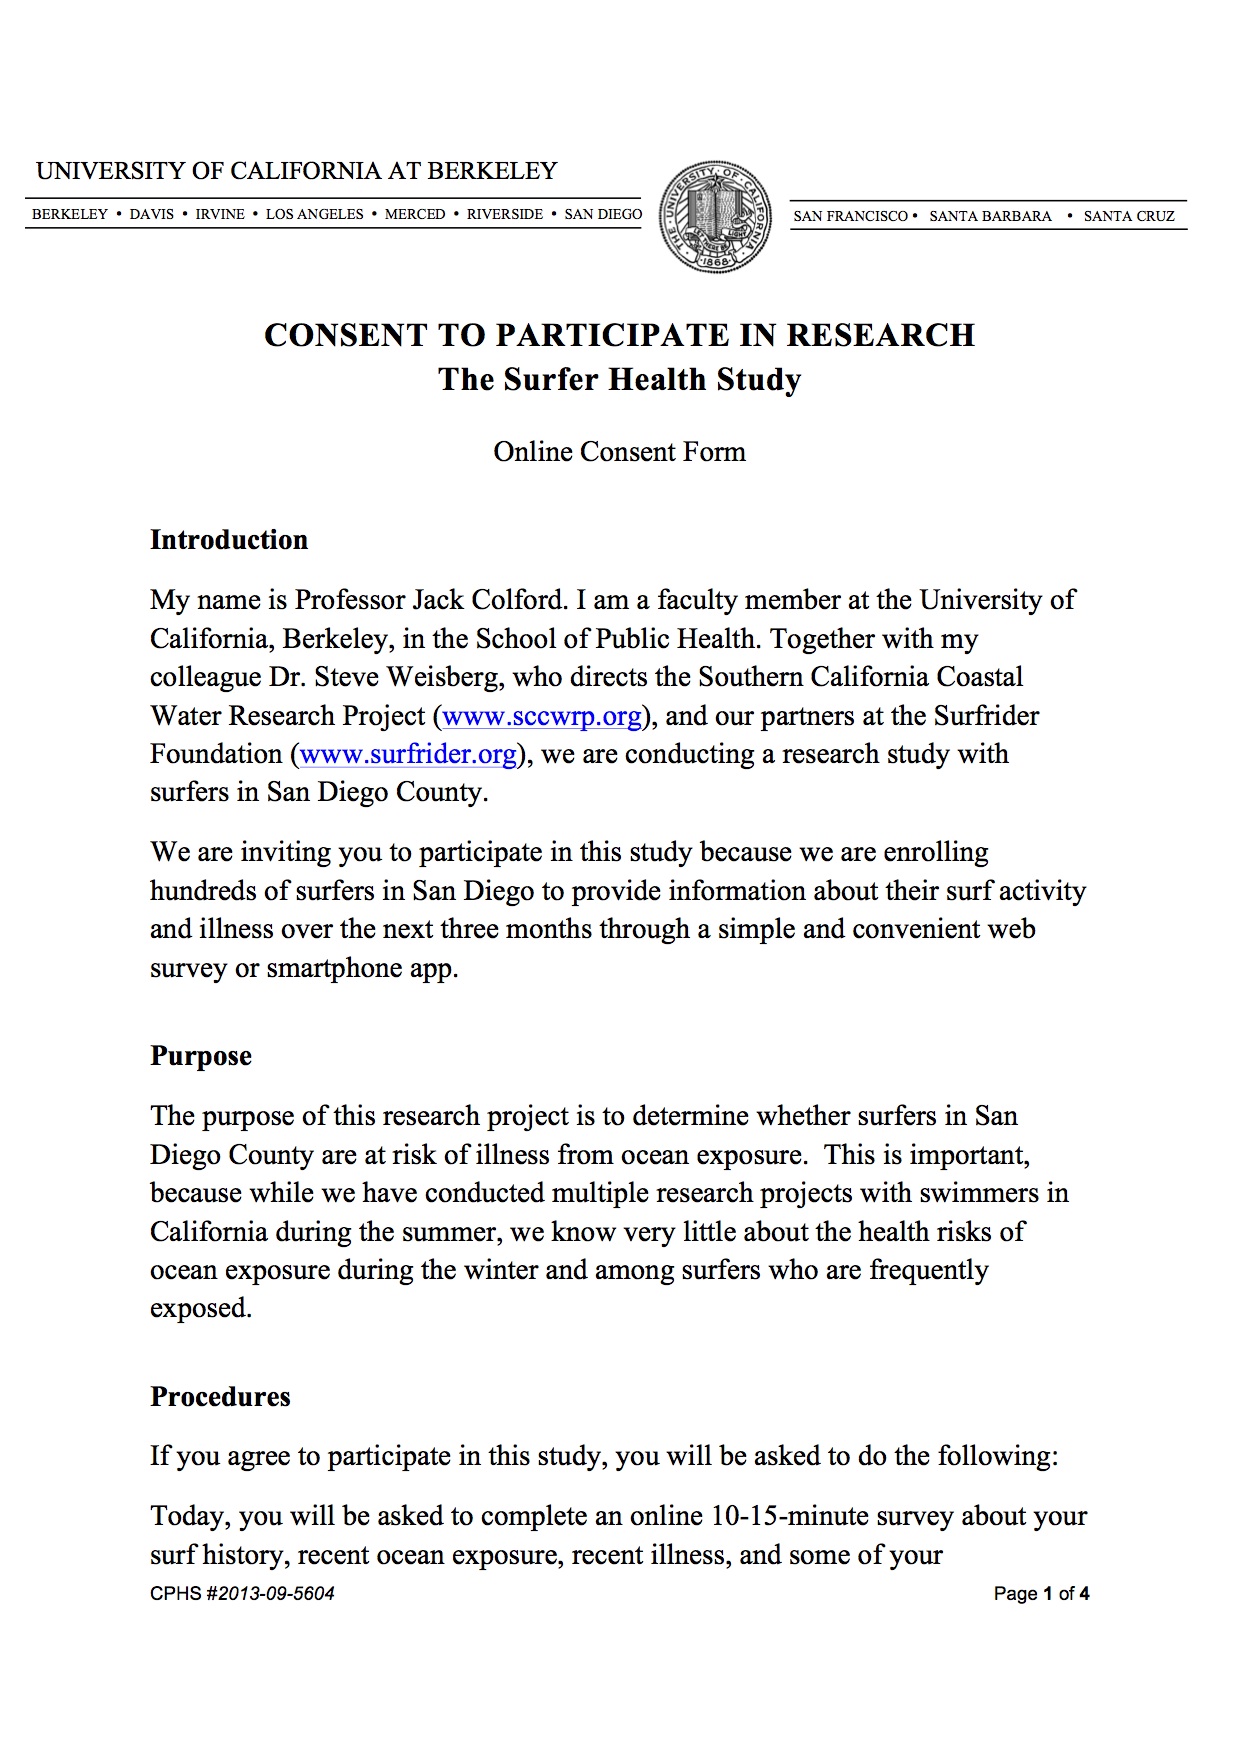 UNIVERSITY OF CALIFORNIA AT BERKELEY
BERKELEY • DAVIS • IRVINE • LOS ANGELES • MERCED • RIVERSIDE • SAN DIEGO
SAN FRANCISCO • SANTA BARBARA • SANTA CRUZ
THE UNIVERSITY OF CALIFORNIA
LET THERE BE LIGHT
1868
CONSENT TO PARTICIPATE IN RESEARCH
The Surfer Health Study
Online Consent Form
Introduction
My name is Professor Jack Colford. I am a faculty member at the University of
California, Berkeley, in the School of Public Health. Together with my
colleague Dr. Steve Weisberg, who directs the Southern California Coastal
Water Research Project (www.sccwrp.org), and our partners at the Surfrider
Foundation (www.surfrider.org), we are conducting a research study with
surfers in San Diego County.
We are inviting you to participate in this study because we are enrolling
hundreds of surfers in San Diego to provide information about their surf activity
and illness over the next three months through a simple and convenient web
survey or smartphone app.
Purpose
The purpose of this research project is to determine whether surfers in San
Diego County are at risk of illness from ocean exposure.  This is important,
because while we have conducted multiple research projects with swimmers in
California during the summer, we know very little about the health risks of
ocean exposure during the winter and among surfers who are frequently
exposed.
Procedures
If you agree to participate in this study, you will be asked to do the following:
Today, you will be asked to complete an online 10-15-minute survey about your
surf history, recent ocean exposure, recent illness, and some of your
CPHS #2013-09-5604
Page 1 of 4